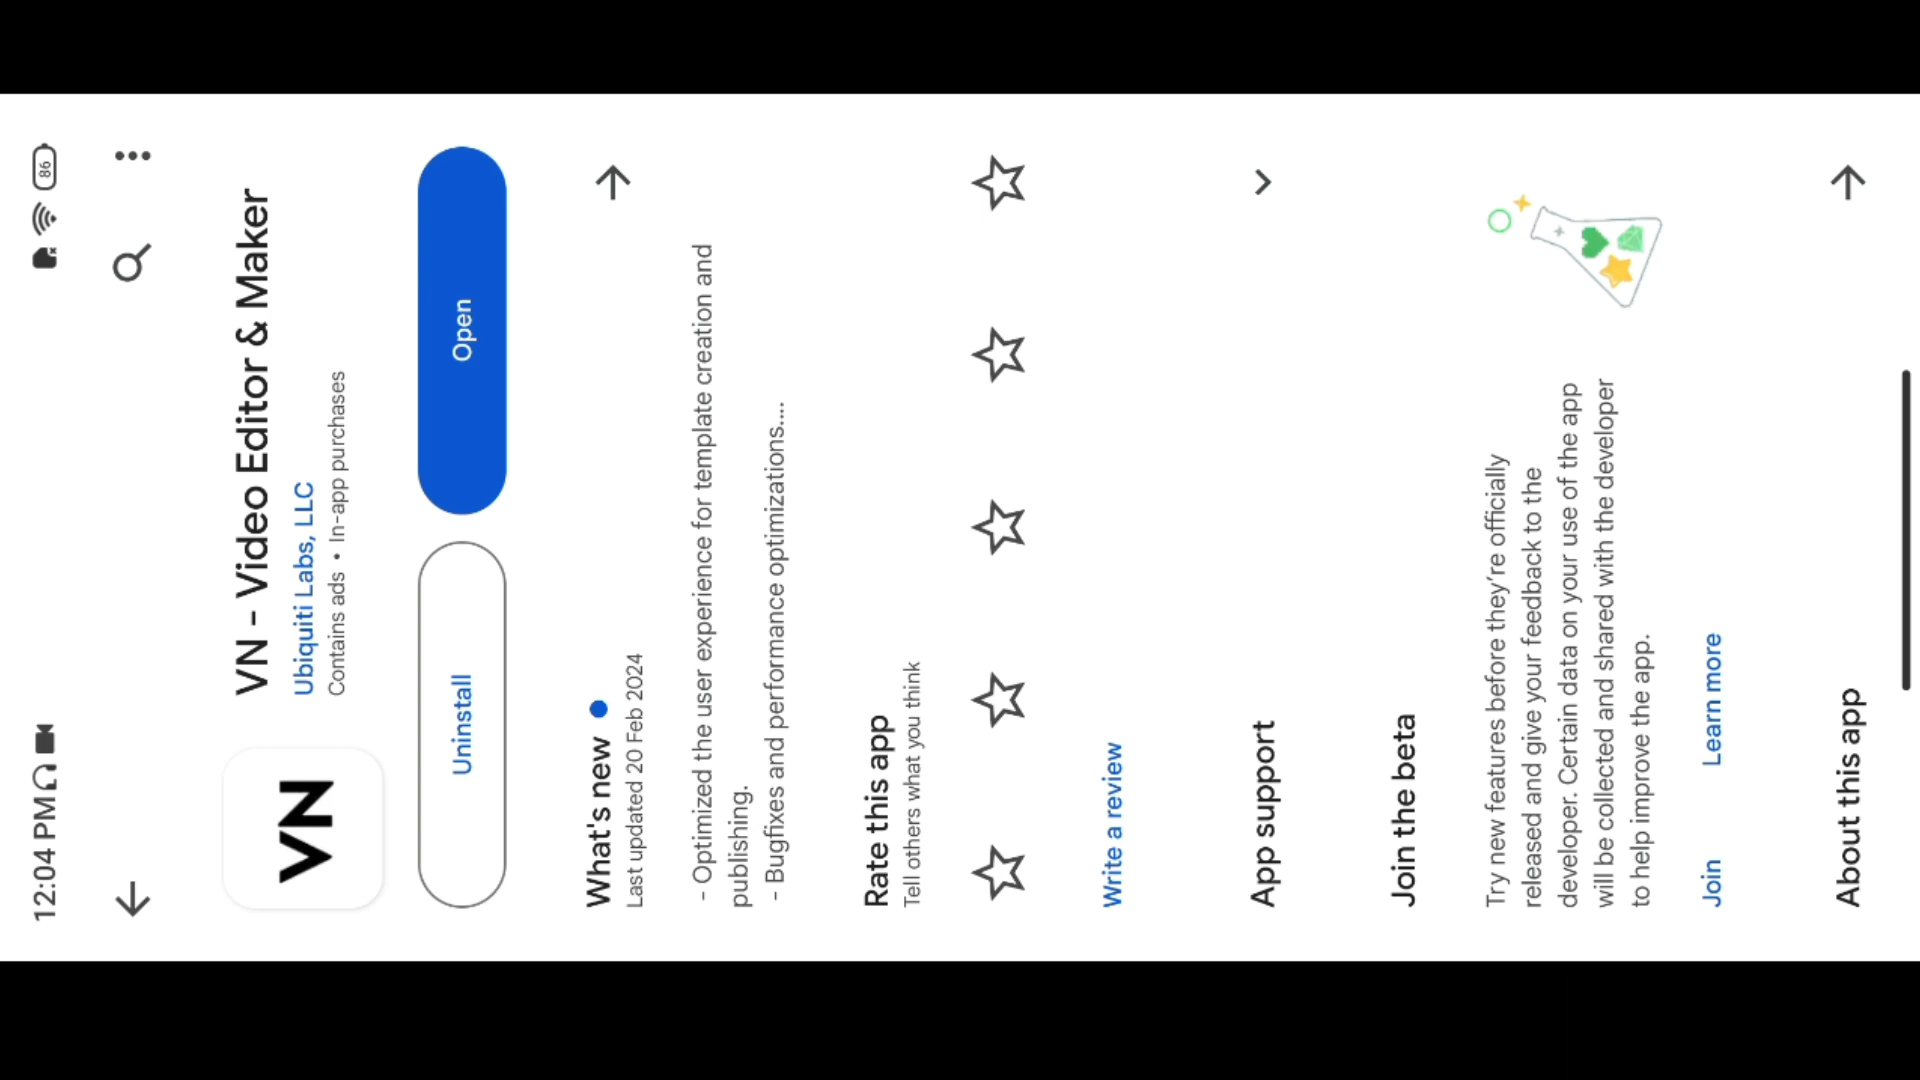 12:04 PM
86
VN - Video Editor & Maker
Ubiquiti Labs, LLC
Contains ads • In-app purchases
VN
Uninstall
Open
What's new
Last updated 20 Feb 2024
- Optimized the user experience for template creation and
publishing.
- Bugfixes and performance optimizations....
Rate this app
Tell others what you think
Write a review
App support
Join the beta
Try new features before they're officially
released and give your feedback to the
developer. Certain data on your use of the app
will be collected and shared with the developer
to help improve the app.
Join
Learn more
About this app